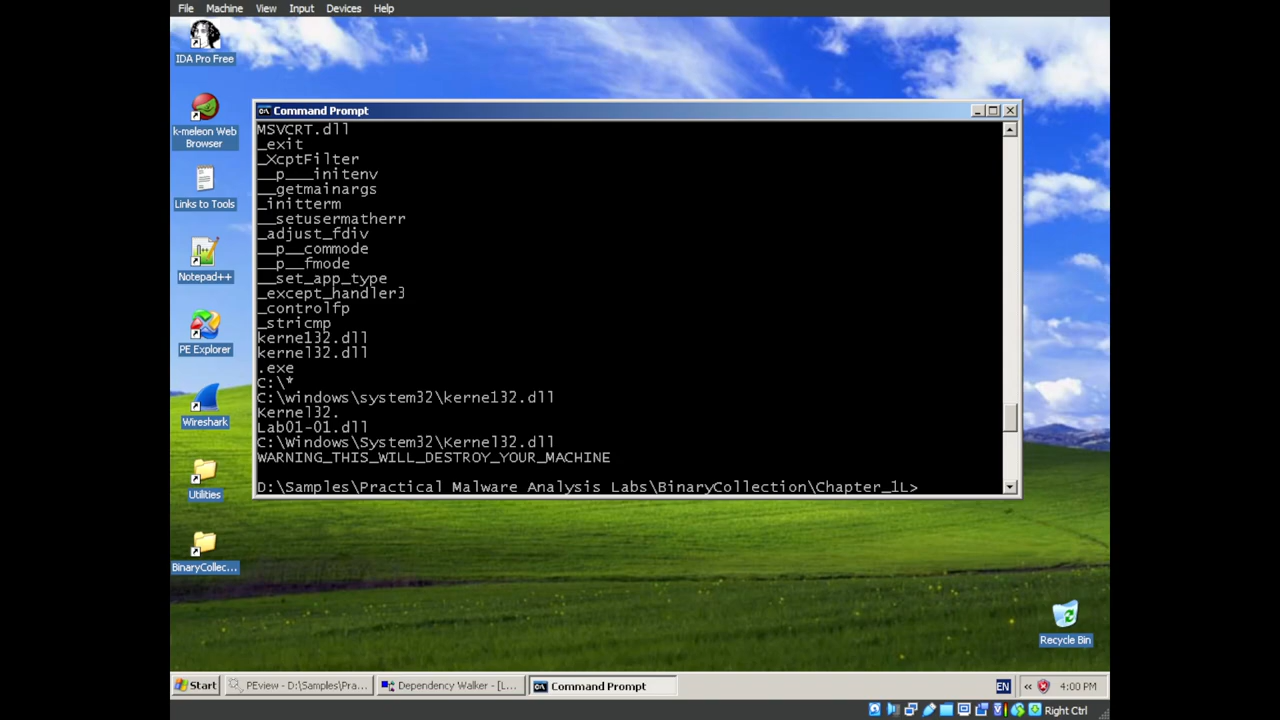 File Machine View Input Devices Help
IDA Pro Free
k-meleon Web
Browser
Links to Tools
Notepad++
PE Explorer
Wireshark
Utilities
BinaryCollec...
Command Prompt
MSVCRT.dll
_exit
_XcptFilter
__p___initenv
__getmainargs
_initterm
__setusermatherr
_adjust_fdiv
__p__commode
__p__fmode
__set_app_type
_except_handler3
_controlfp
_stricmp
kerne132.dll
kernel32.dll
.exe
C:\*
C:\windows\system32\kerne132.dll
Kernel32.
Lab01-01.dll
C:\Windows\System32\Kernel32.dll
WARNING_THIS_WILL_DESTROY_YOUR_MACHINE
D:\Samples\Practical Malware Analysis Labs\BinaryCollection\Chapter_1L>
Recycle Bin
Start PEview - D:\Samples\Pra... Dependency Walker - [L... Command Prompt EN « 4:00 PM
Right Ctrl